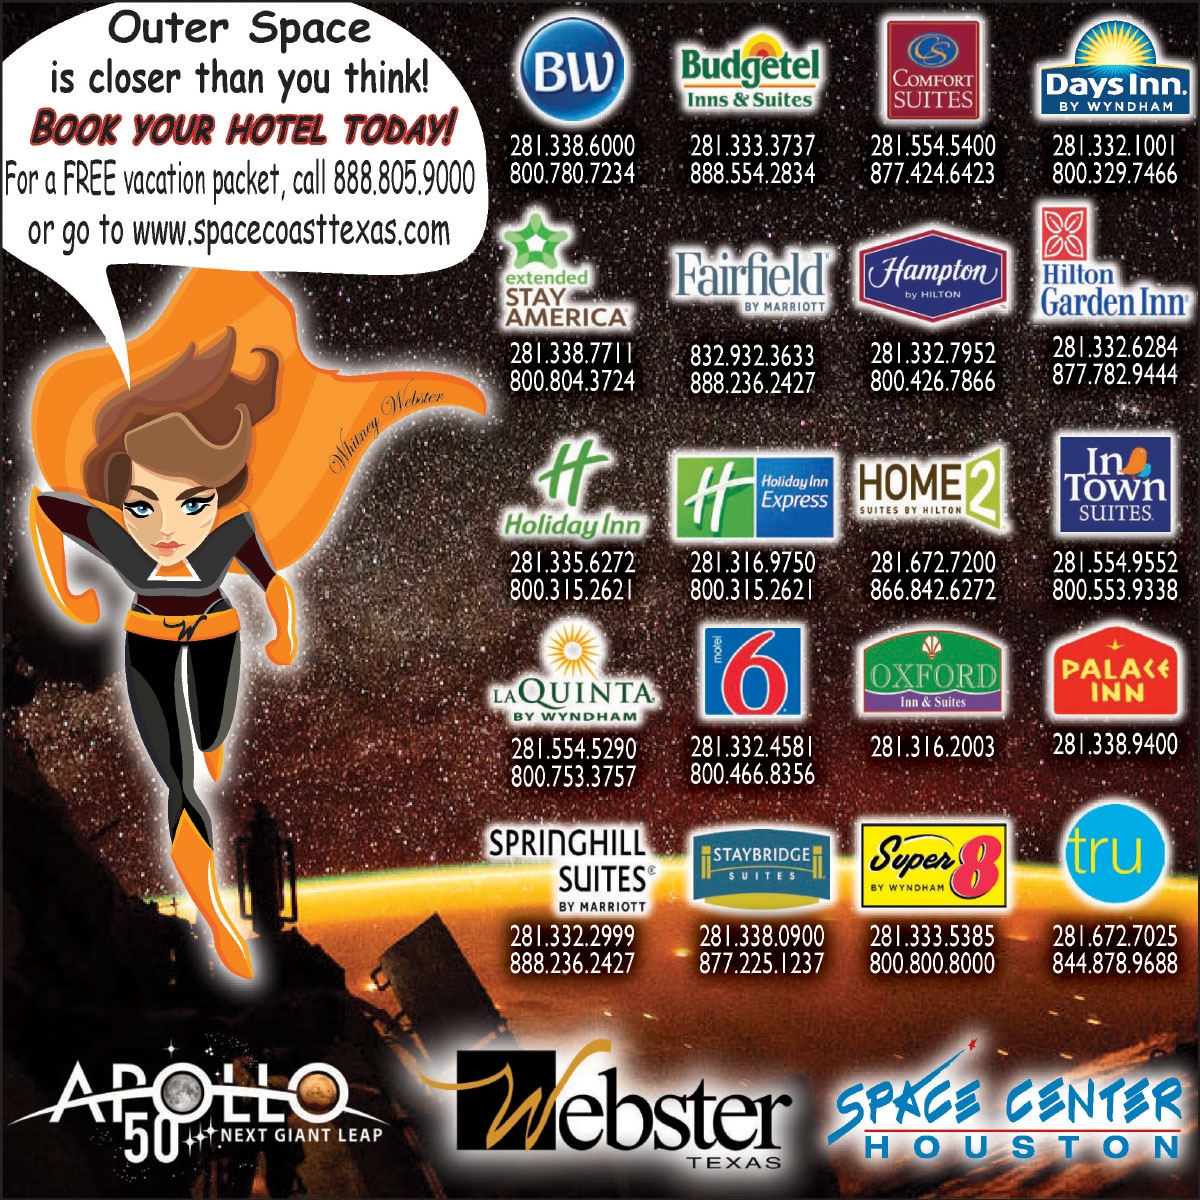 Outer Space
is closer than you think!
BOOK YOUR HOTEL TODAY!
For a FREE vacation packet, call 888.805.9000
or go to www.spacecoasttexas.com
Whitney Webster
W
BW
281.338.6000
800.780.7234
Budgetel
Inns & Suites
281.333.3737
888.554.2834
CS
COMFORT
SUITES
281.554.5400
877.424.6423
Days Inn.
BY WYNDHAM
281.332.1001
800.329.7466
extended
STAY
AMERICA
281.338.7711
800.804.3724
Fairfield
BY MARRIOTT
832.932.3633
888.236.2427
Hampton
by HILTON
281.332.7952
800.426.7866
Hilton
Garden Inn
281.332.6284
877.782.9444
H
Holiday Inn
281.335.6272
800.315.2621
H
Holiday Inn
Express
281.316.9750
800.315.2621
HOME2
SUITES BY HILTON
281.672.7200
866.842.6272
In
Town
SUITES.
281.554.9552
800.553.9338
LA QUINTA.
BY WYNDHAM
281.554.5290
800.753.3757
motel
6
281.332.4581
800.466.8356
OXFORD
Inn & Suites
281.316.2003
PALACE
INN
281.338.9400
SPRINGHILL
SUITES
BY MARRIOTT
281.332.2999
888.236.2427
STAYBRIDGE
SUITES
281.338.0900
877.225.1237
Super 8
BY WYNDHAM
281.333.5385
800.800.8000
tru
281.672.7025
844.878.9688
APOLLO
50 NEXT GIANT LEAP
Webster
TEXAS
SPACE CENTER
HOUSTON